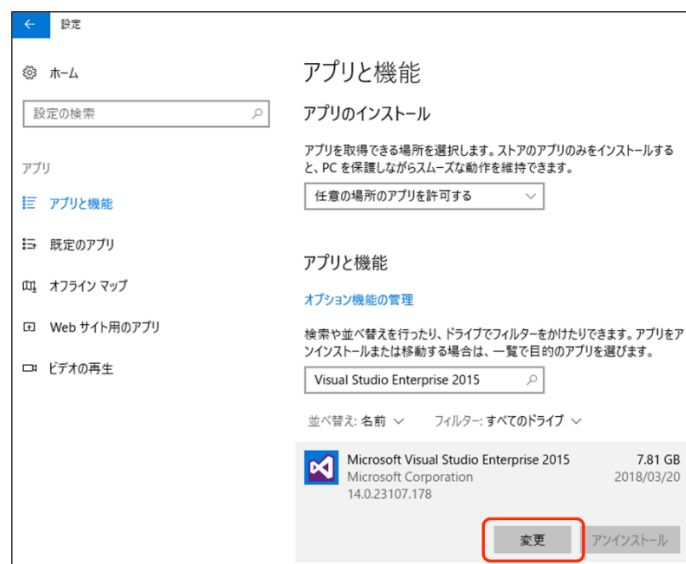 設定
ホーム
設定の検索
アプリ
アプリと機能
既定のアプリ
オフライン マップ
Web サイト用のアプリ
ビデオの再生
アプリと機能
アプリのインストール
アプリを取得できる場所を選択します。ストアのアプリのみをインストールする
と、PC を保護しながらスムーズな動作を維持できます。
任意の場所のアプリを許可する
アプリと機能
オプション機能の管理
検索や並べ替えを行ったり、ドライブでフィルターをかけたりできます。アプリをア
ンインストールまたは移動する場合は、一覧で目的のアプリを選びます。
Visual Studio Enterprise 2015
並べ替え: 名前 フィルター: すべてのドライブ
Microsoft Visual Studio Enterprise 2015 7.81 GB
Microsoft Corporation 2018/03/20
14.0.23107.178
変更 アンインストール